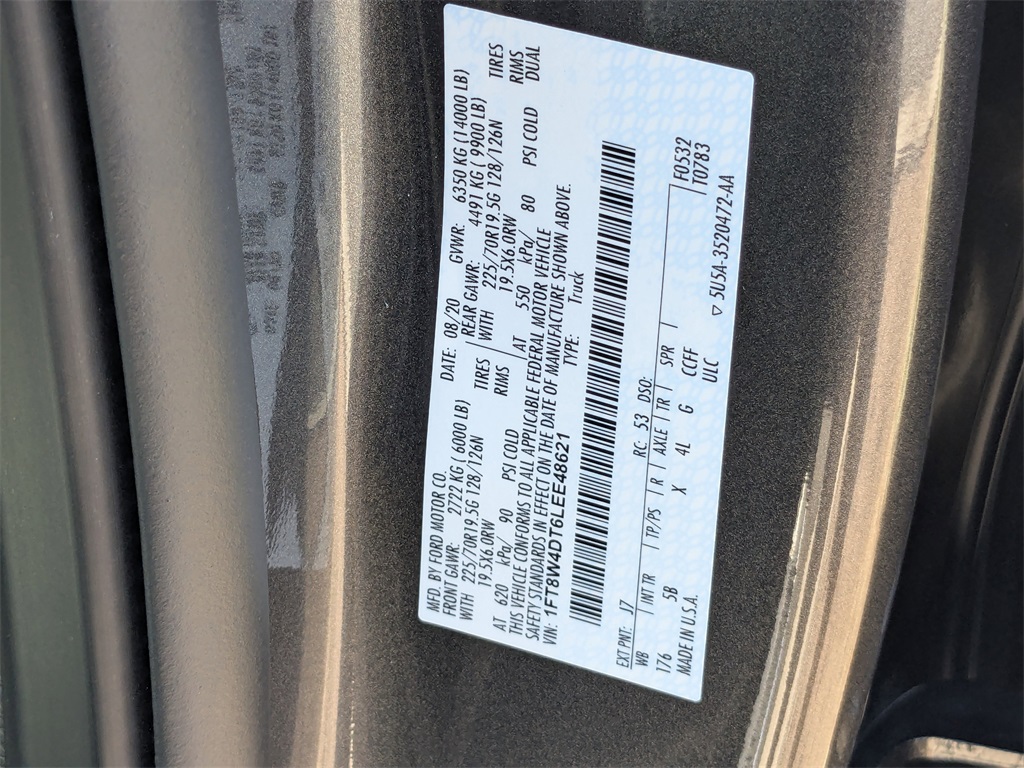 MFD. BY FORD MOTOR CO.
DATE: 08/20 GVWR: 6350 KG (14000 LB)
FRONT GAWR: 2722 KG (6000 LB) REAR GAWR: 4491 KG (9900 LB)
WITH 225/70R19.5G 128/126N TIRES WITH 225/70R19.5G 128/126N TIRES
19.5X6.0RW RIMS 19.5X6.0RW RIMS
AT 620 kPa/ 90 PSI COLD AT 550 kPa/ 80 PSI COLD DUAL
THIS VEHICLE CONFORMS TO ALL APPLICABLE FEDERAL MOTOR VEHICLE
SAFETY STANDARDS IN EFFECT ON THE DATE OF MANUFACTURE SHOWN ABOVE.
VIN: 1FT8W4DT6LEE48621 TYPE: Truck
F0532
T0783
EXT PNT: J7 RC: 53 DSO:
WB INTR TP/PS R AXLE TR SPR
176 5B X 4L G CCFF
MADE IN U.S.A. ULC
▽ 5U5A-3520472-AA